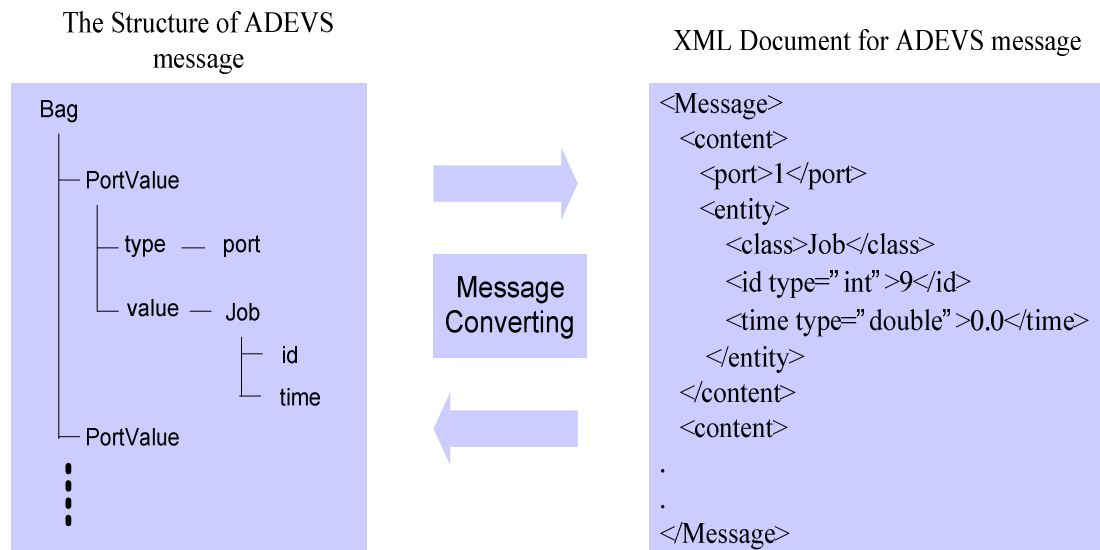 The Structure of ADEVS
message
Bag
PortValue
type
port
value
Job
id
time
PortValue
Message
Converting
XML Document for ADEVS message
<Message>
<content>
<port>1</port>
<entity>
<class>Job</class>
<id type=”int”>9</id>
<time type=”double”>0.0</time>
</entity>
</content>
<content>
.
.
</Message>